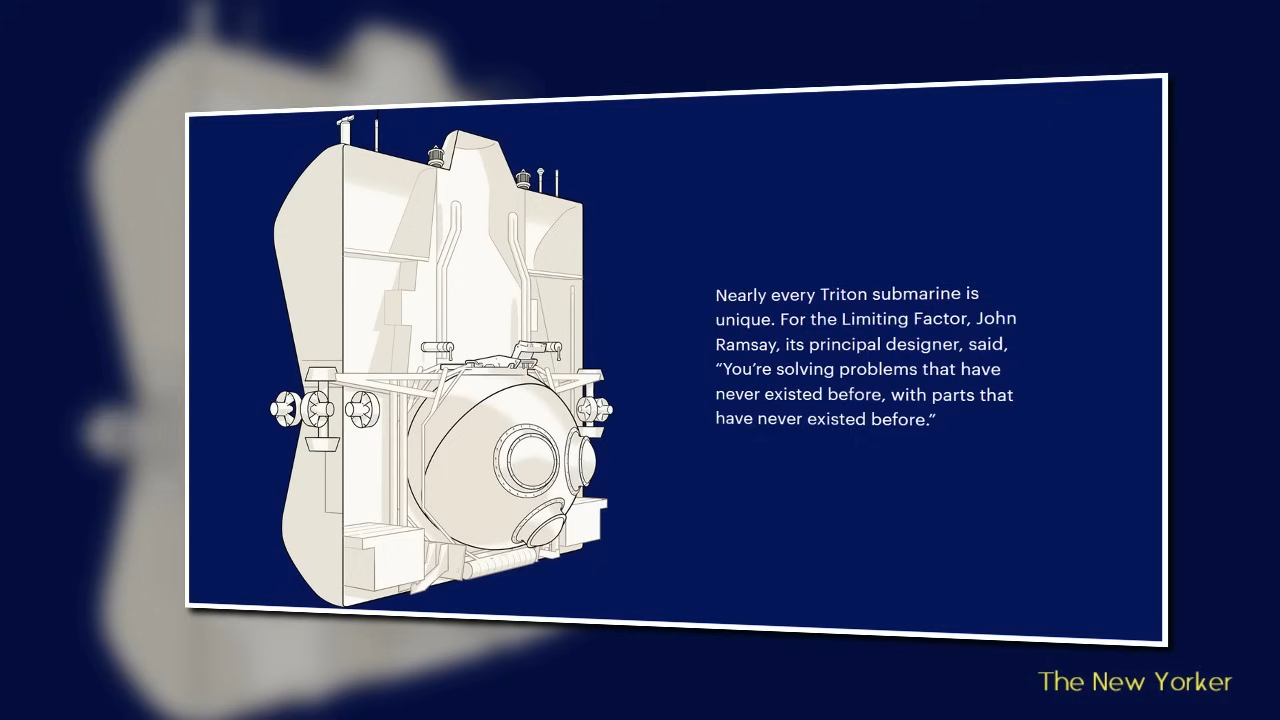 Nearly every Triton submarine is
unique. For the Limiting Factor, John
Ramsay, its principal designer, said,
“You’re solving problems that have
never existed before, with parts that
have never existed before.”
The New Yorker